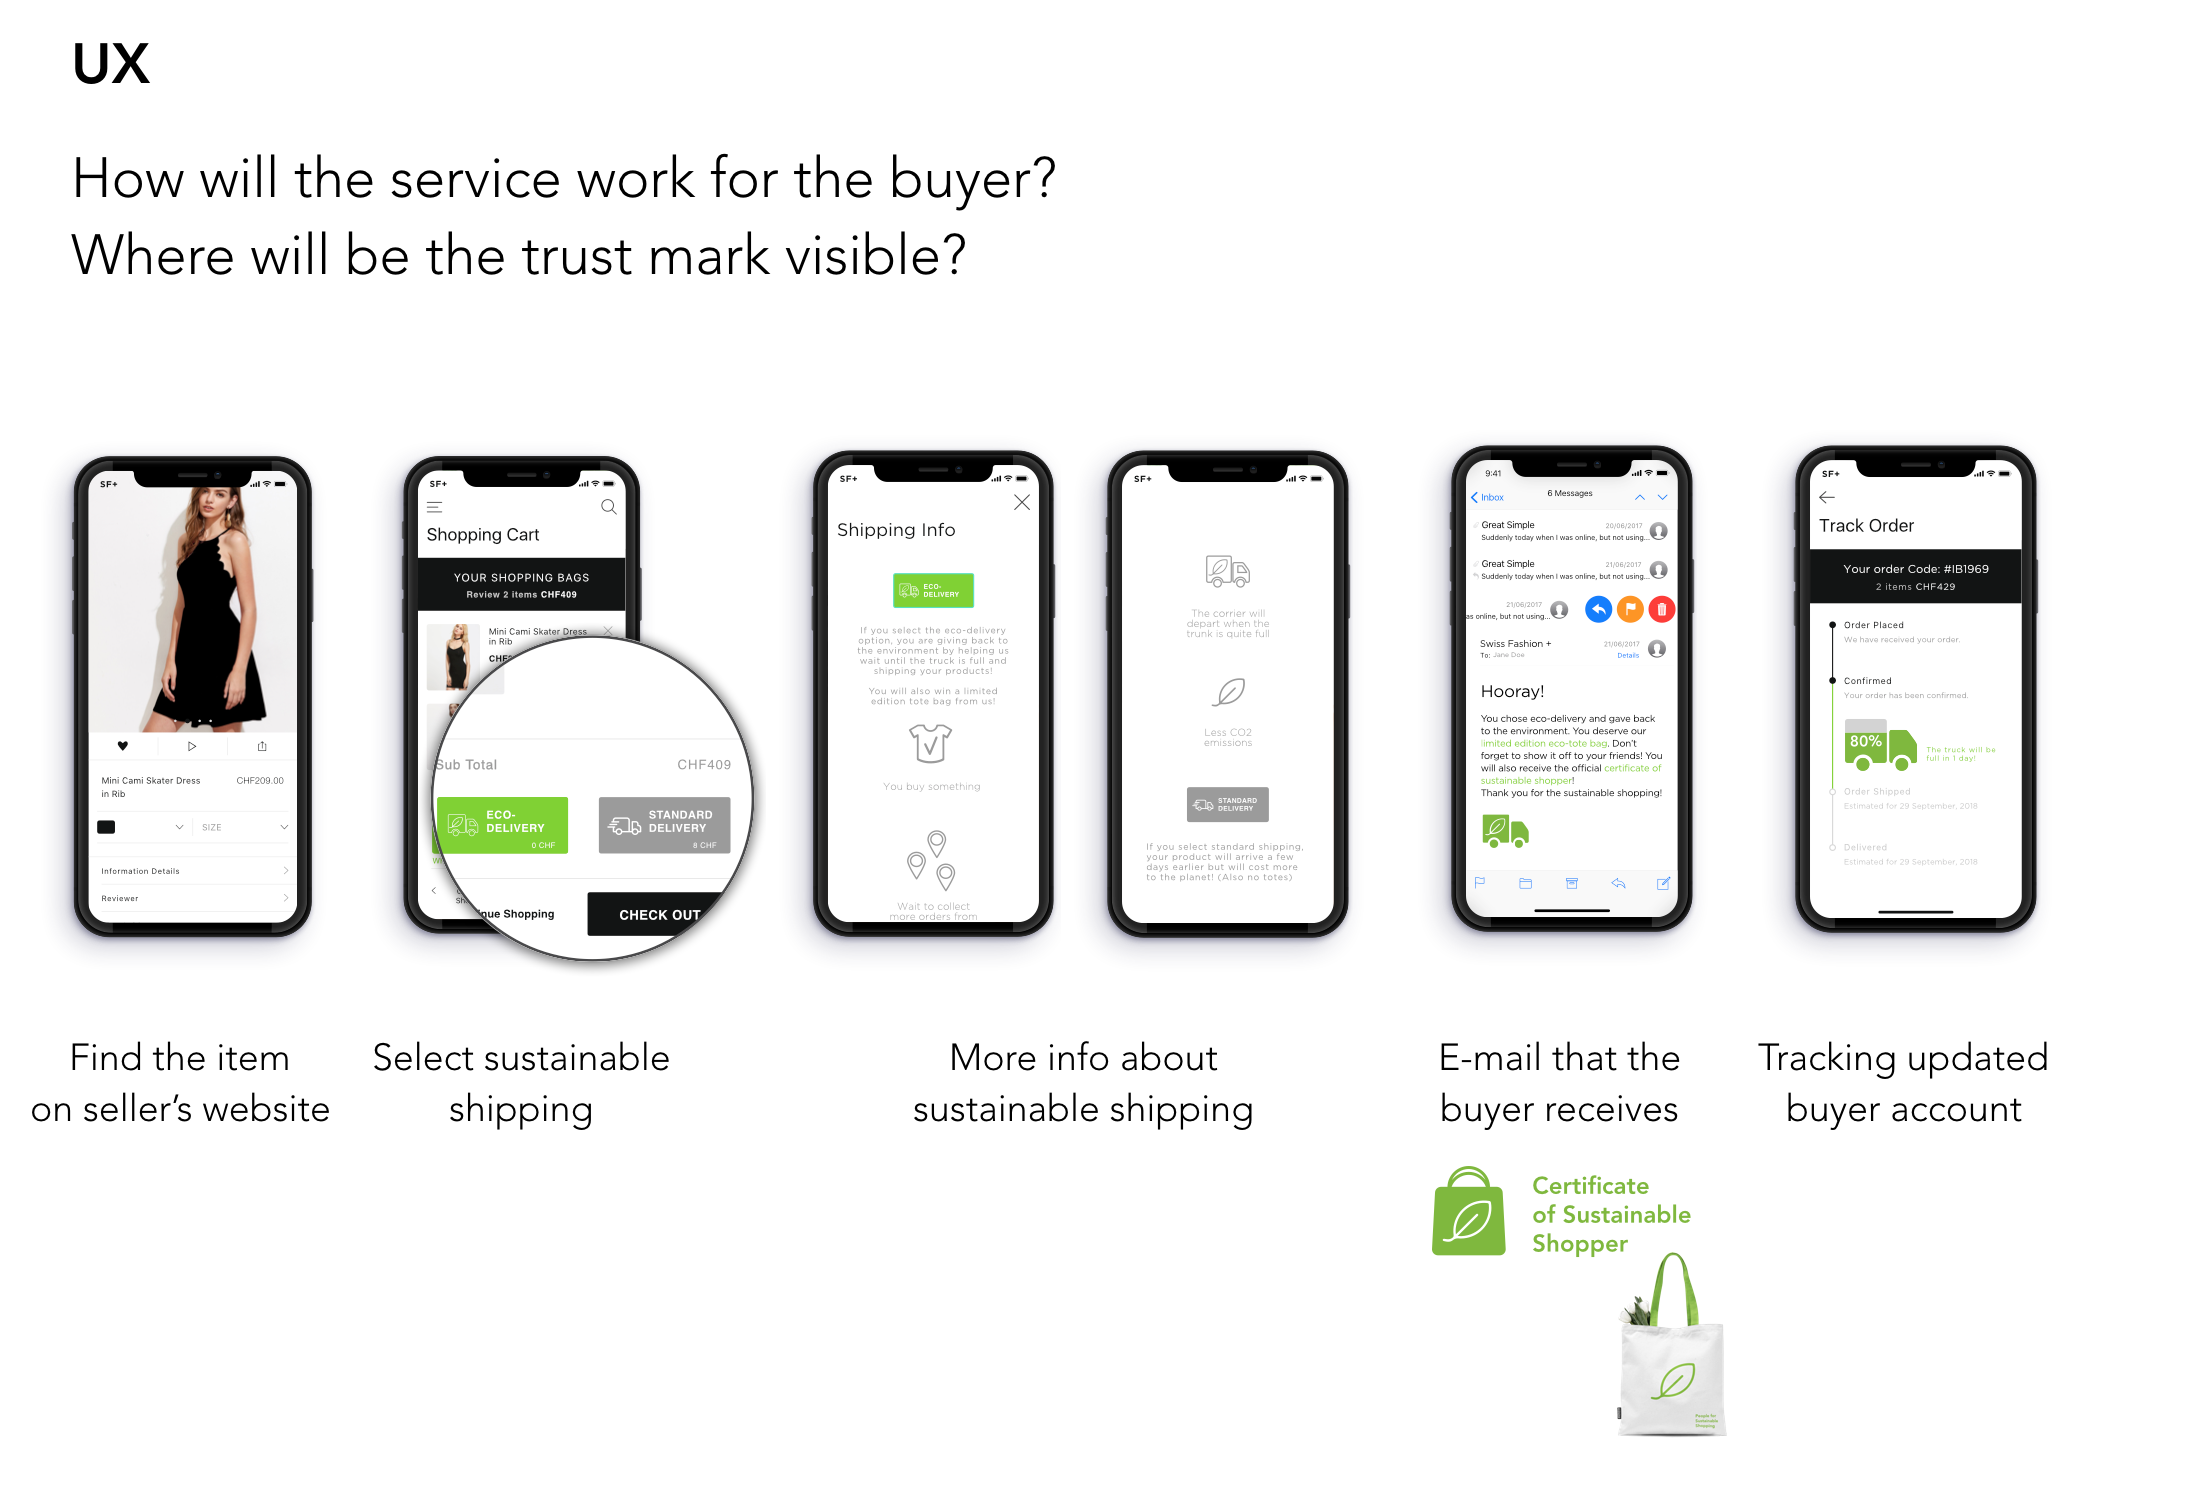 UX
How will the service work for the buyer?
Where will be the trust mark visible?
SF+
Mini Cami Skater Dress
in Rib
CHF209.00
SIZE
Information Details
Reviewer
SF+
Shopping Cart
YOUR SHOPPING BAGS
Review 2 items CHF409
Mini Cami Skater Dress
in Rib
Sub Total
CHF409
ECO-
DELIVERY
0 CHF
STANDARD
DELIVERY
8 CHF
nue Shopping
CHECK OUT
SF+
Shipping Info
ECO-
DELIVERY
If you select the eco-delivery
option, you are giving back to
the environment by helping us
wait until the truck is full and
shipping your products!
You will also win a limited
edition tote bag from us!
You buy something
Wait to collect
more orders from
SF+
The corrier will
depart when the
trunk is quite full
Less CO2
emissions
STANDARD
DELIVERY
If you select standard shipping,
your product will arrive a few
days earlier but will cost more
to the planet! (Also no totes)
9:41
Inbox
6 Messages
Great Simple
20/06/2017
Suddenly today when I was online, but not using...
Great Simple
21/06/2017
Suddenly today when I was online, but not using...
21/06/2017
as online, but not using...
Swiss Fashion +
21/06/2017
To: Jane Doe
Details
Hooray!
You chose eco-delivery and gave back
to the environment. You deserve our
limited edition eco-tote bag. Don't
forget to show it off to your friends! You
will also receive the official certificate of
sustainable shopper!
Thank you for the sustainable shopping!
SF+
Track Order
Your order Code: #IB1969
2 items CHF429
Order Placed
We have received your order.
Confirmed
Your order has been confirmed.
80%
The truck will be
full in 1 day!
Order Shipped
Estimated for 29 September, 2018
Delivered
Estimated for 29 September, 2018
Find the item
on seller's website
Select sustainable
shipping
More info about
sustainable shipping
E-mail that the
buyer receives
Tracking updated
buyer account
Certificate
of Sustainable
Shopper
People for
Sustainable
Shopping